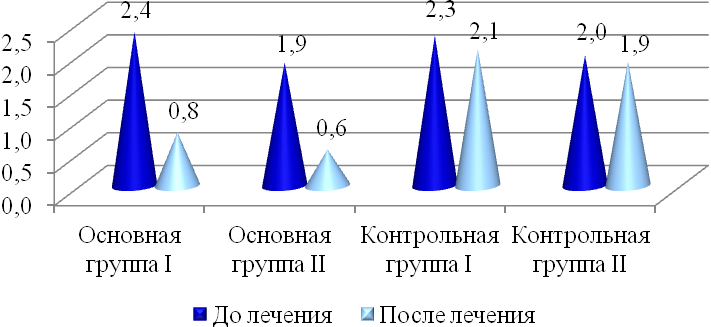 2,4
1,9
2,3
2,1
2,0
1,9
0,8
0,6
2,5
2,0
1,5
1,0
0,5
0,0
Основная группа I
Основная группа II
Контрольная группа I
Контрольная группа II
До лечения
После лечения